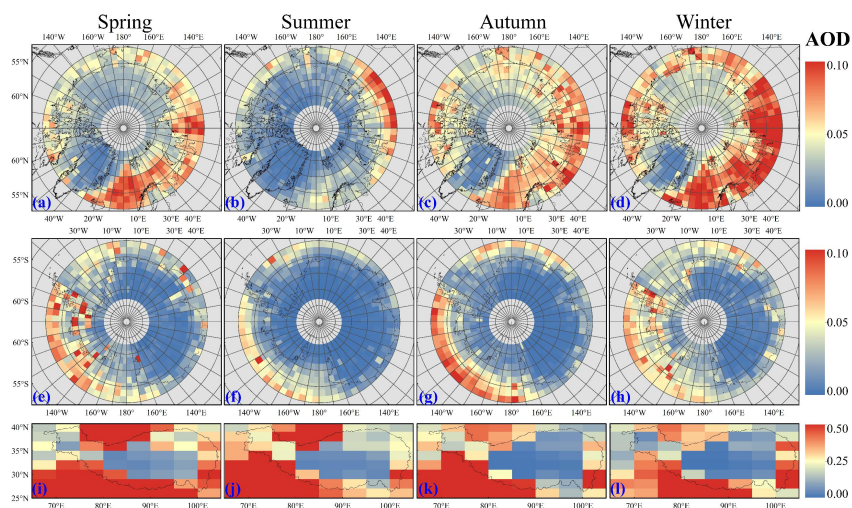 Spring Summer Autumn Winter
140°W 160°W 180° 160°E 140°E 140°W 160°W 180° 160°E 140°E 140°W 160°W 180° 160°E 140°E 140°W 160°W 180° 160°E 140°E AOD
55°N 60°N 60°N 55°N
(a) (b) (c) (d)
0.10 0.05 0.00
40°W 20°W 10°E 30°E 40°E 40°W 20°W 10°E 30°E 40°E 40°W 20°W 10°E 30°E 40°E 40°W 20°W 10°E 30°E 40°E
30°W 10°W 10°E 30°E 30°W 10°W 10°E 30°E 30°W 10°W 10°E 30°E 30°W 10°W 10°E 30°E
55°N 60°N 60°N 55°N
(e) (f) (g) (h)
0.10 0.05 0.00
140°W 160°W 180° 160°E 140°E 140°W 160°W 180° 160°E 140°E 140°W 160°W 180° 160°E 140°E 140°W 160°W 180° 160°E 140°E
40°N 35°N 30°N 25°N
(i) (j) (k) (l)
0.50 0.25 0.00
70°E 80°E 90°E 100°E 70°E 80°E 90°E 100°E 70°E 80°E 90°E 100°E 70°E 80°E 90°E 100°E